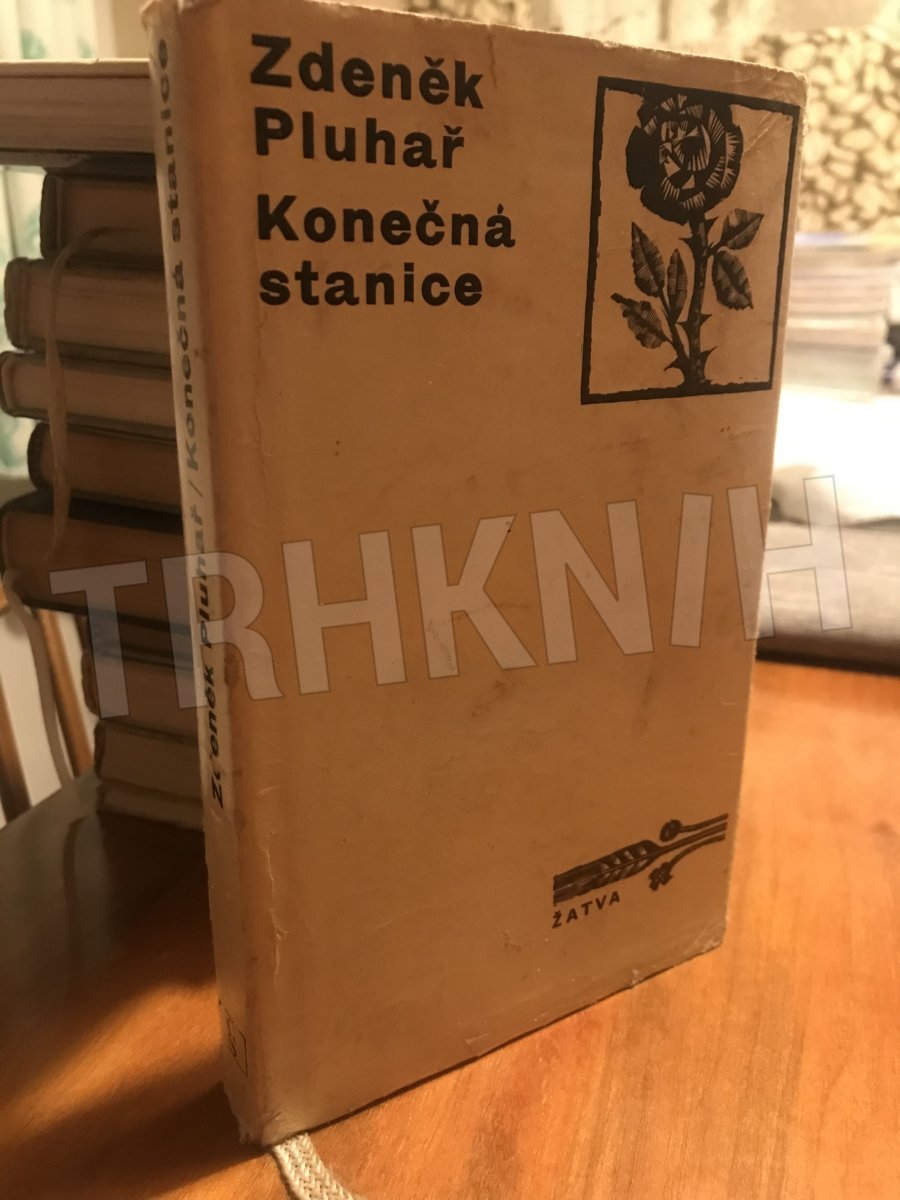 Zdeněk
Pluhař
Konečná
stanice
Zdeněk Pluhař / Konečná stanice
TRHKNIH
ŽATVA